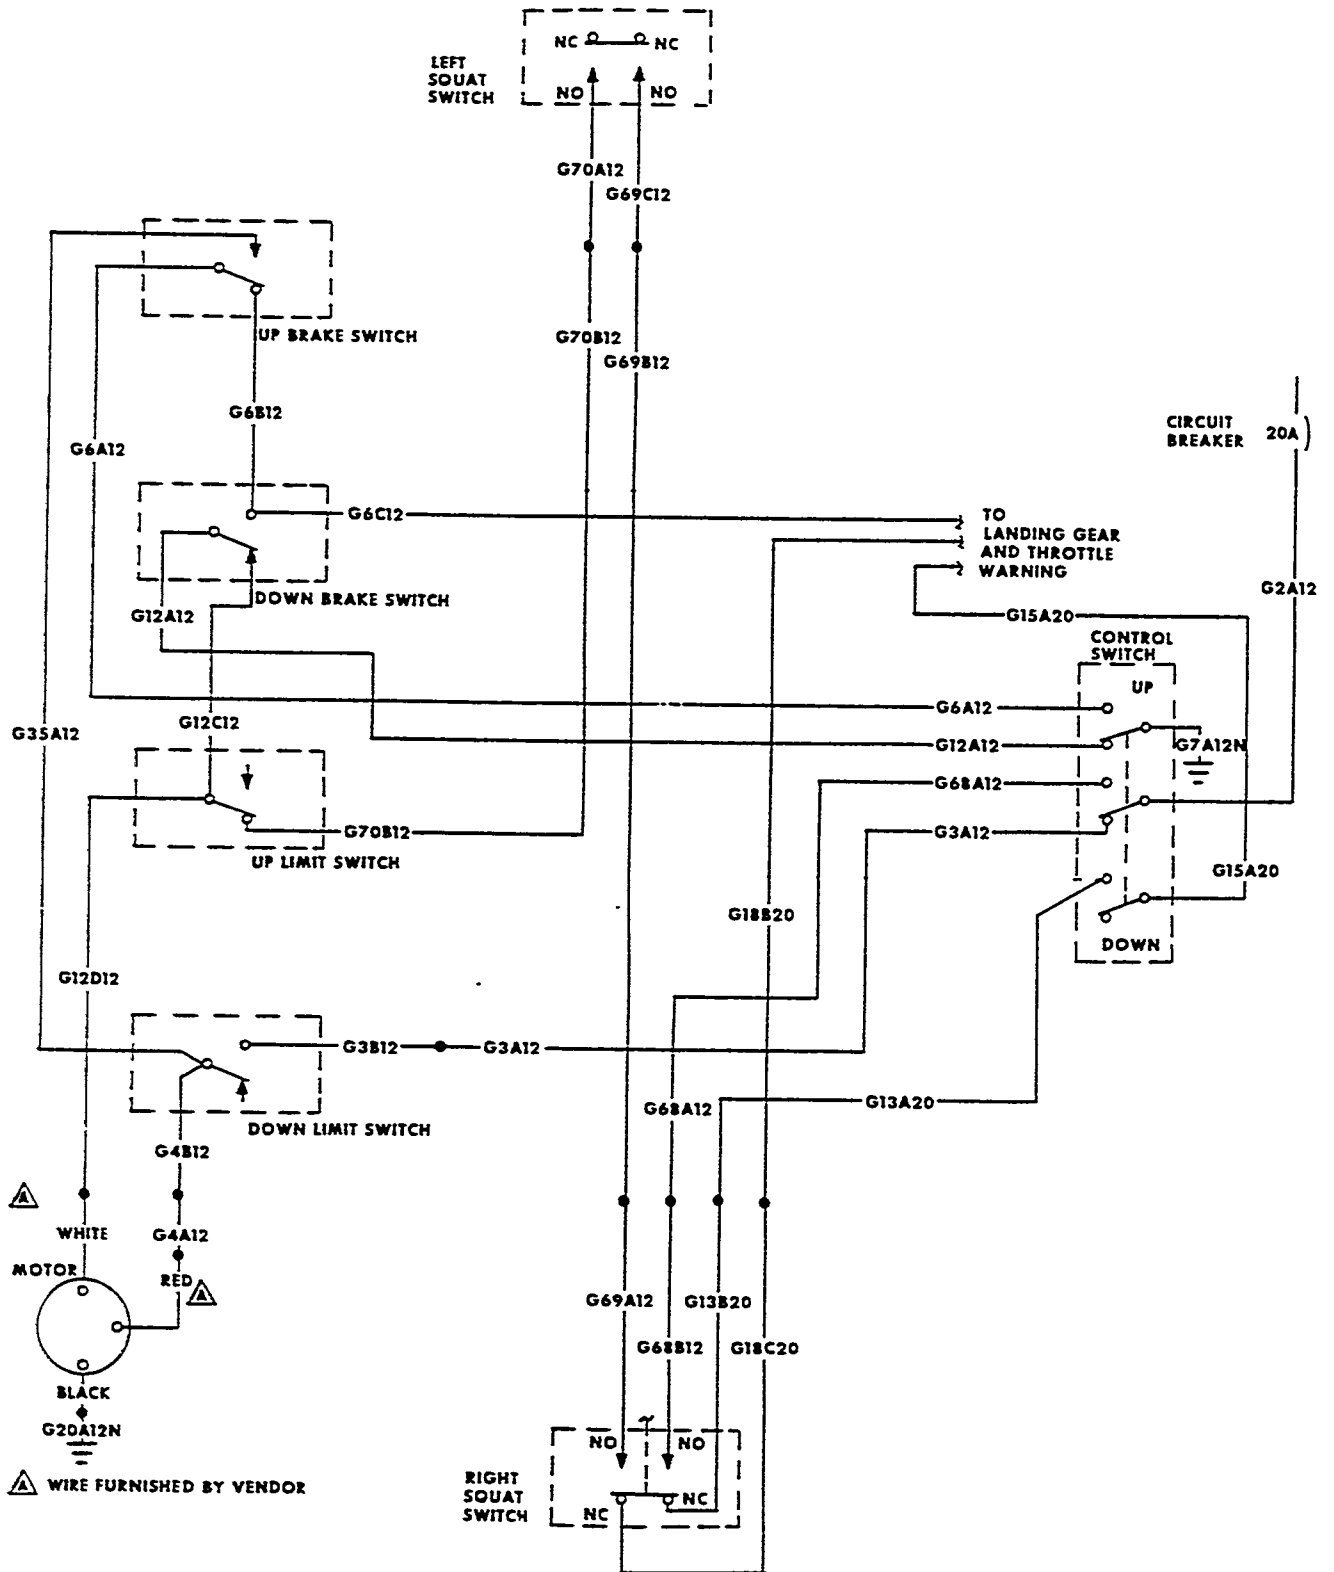 NC NC
LEFT
SQUAT
SWITCH
NO NO
G70A12
G69C12
UP BRAKE SWITCH
G70B12
G69B12
G6B12
G6A12
CIRCUIT
BREAKER
20A
G6C12
TO
LANDING GEAR
AND THROTTLE
WARNING
G2A12
DOWN BRAKE SWITCH
G12A12
G15A20
CONTROL
SWITCH
UP
G6A12
G12C12
G35A12
G12A12
G7A12N
G68A12
G70B12
G3A12
UP LIMIT SWITCH
G15A20
G18B20
DOWN
G12D12
G3B12
G3A12
G68A12
G13A20
DOWN LIMIT SWITCH
G4B12
A
WHITE
G4A12
MOTOR
RED
A
G69A12
G13B20
G68B12
G18C20
BLACK
G20A12N
NO NO
A WIRE FURNISHED BY VENDOR
RIGHT
SQUAT
SWITCH
NC
NC